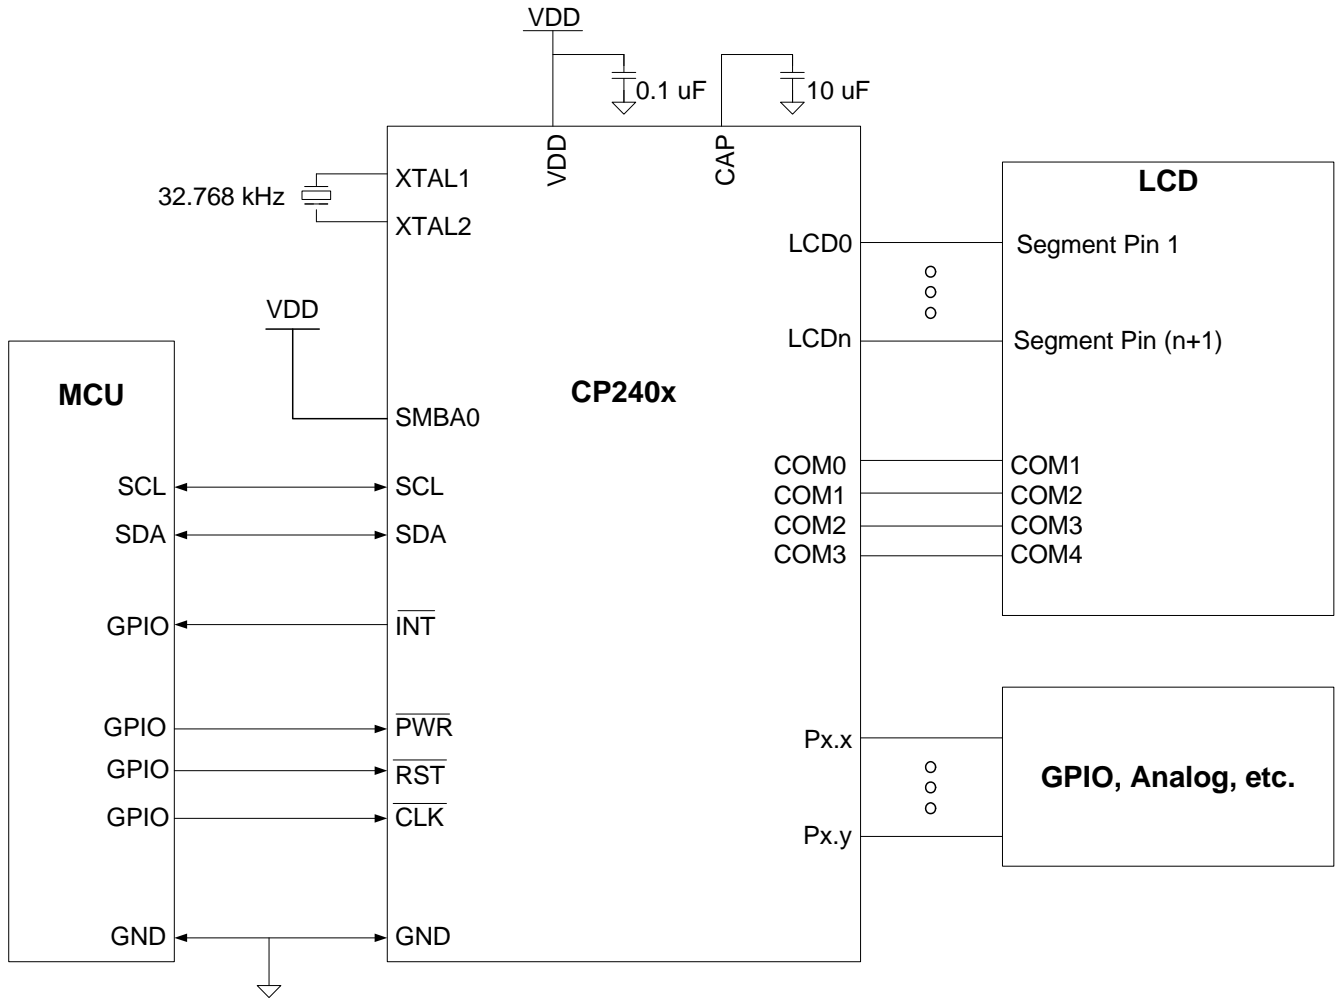 VDD
0.1 uF
10 uF
VDD
CAP
XTAL1
32.768 kHz
XTAL2
LCD
LCD0
Segment Pin 1
VDD
LCDn
Segment Pin (n+1)
MCU
CP240x
SMBA0
COM0
COM1
COM1
COM2
COM2
COM3
COM3
COM4
SCL
SCL
SDA
SDA
GPIO
INT
GPIO
PWR
Px.x
GPIO
RST
GPIO, Analog, etc.
GPIO
CLK
Px.y
GND
GND